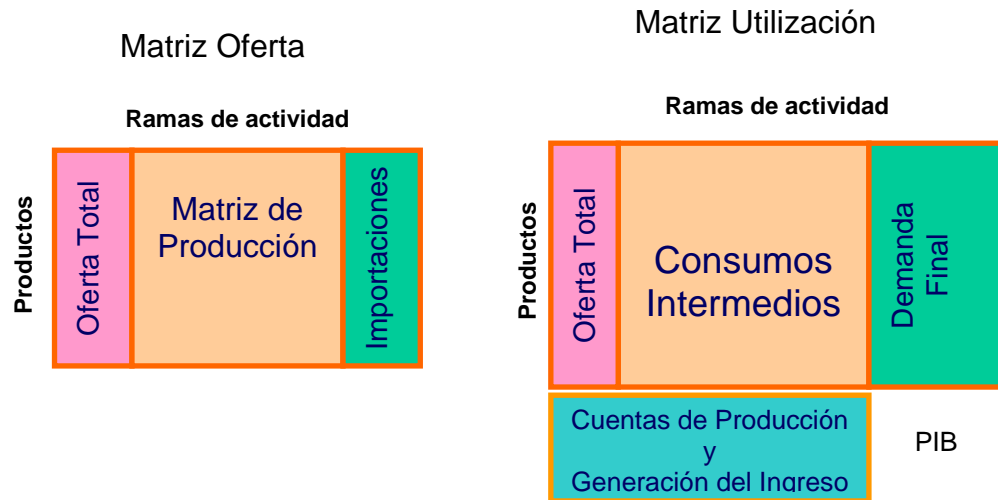 Matriz Oferta
Ramas de actividad
Productos
Oferta Total
Matriz de
Producción
Importaciones
Matriz Utilización
Ramas de actividad
Productos
Oferta Total
Consumos
Intermedios
Demanda
Final
Cuentas de Producción
y
Generación del Ingreso
PIB